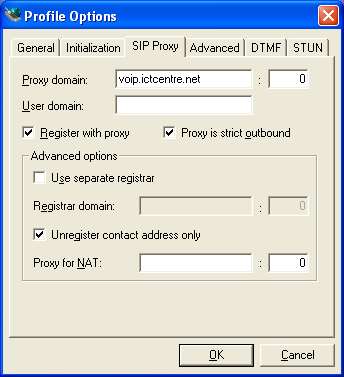 Profile Options
General Initialization SIP Proxy Advanced DTMF STUN
Proxy domain: voip.ictcentre.net : 0
User domain:
Register with proxy Proxy is strict outbound
Advanced options
Use separate registrar
Registrar domain: : 0
Unregister contact address only
Proxy for NAT: : 0
OK Cancel